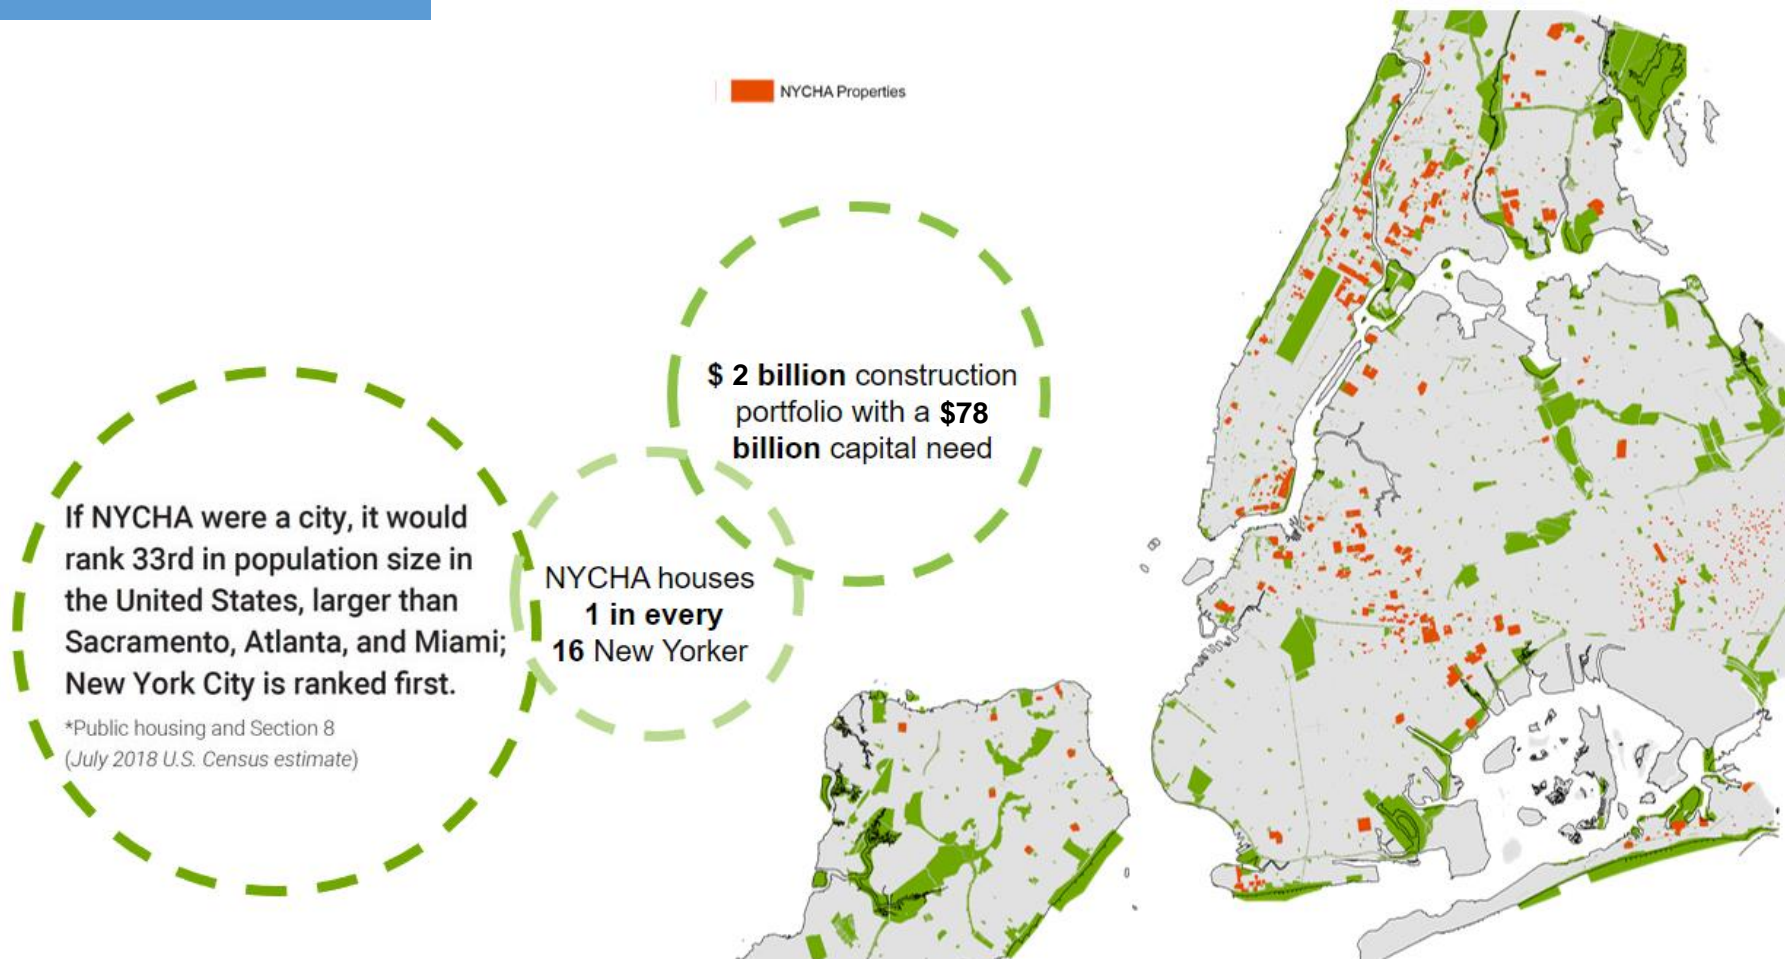 NYCHA Properties
$ 2 billion construction
portfolio with a $78
billion capital need
If NYCHA were a city, it would
rank 33rd in population size in
the United States, larger than
Sacramento, Atlanta, and Miami;
New York City is ranked first.
*Public housing and Section 8
(July 2018 U.S. Census estimate)
NYCHA houses
1 in every
16 New Yorker